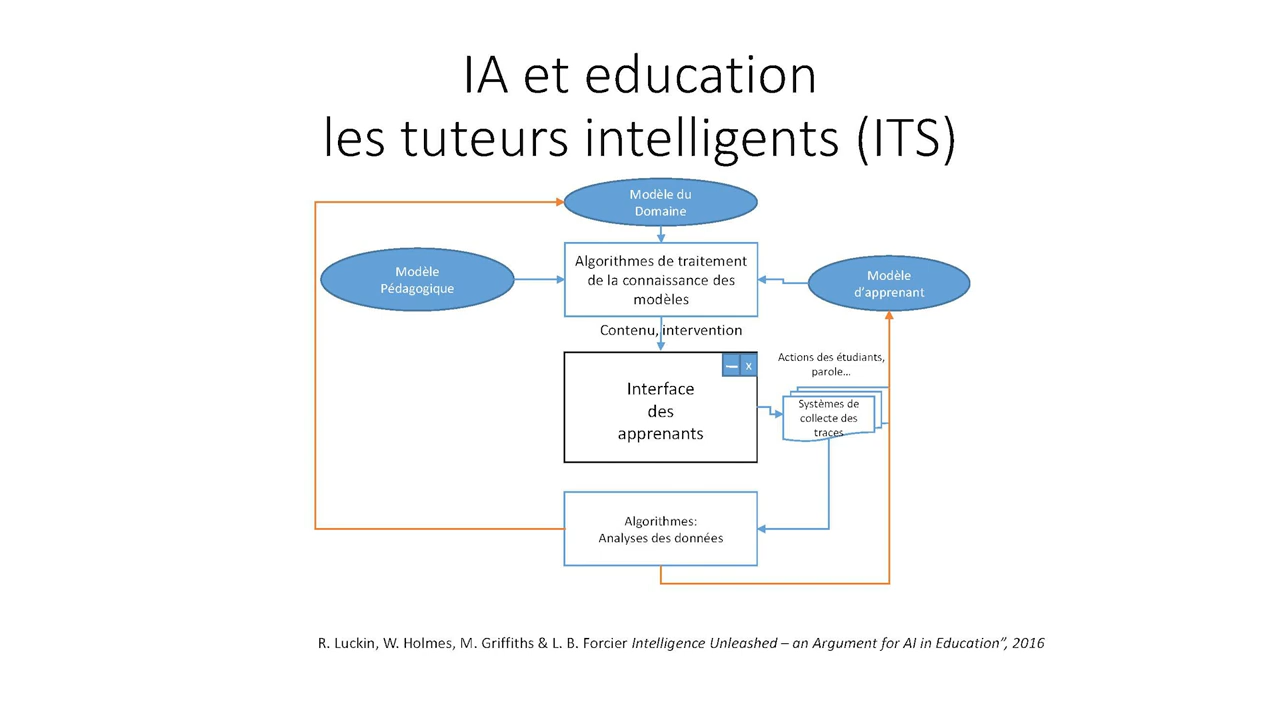 IA et education
les tuteurs intelligents (ITS)
Modèle du
Domaine
Modèle
Pédagogique
Algorithmes de traitement
de la connaissance des
modèles
Modèle
d'apprenant
Contenu, intervention
Interface
des
apprenants
x
Actions des étudiants,
parole...
Systèmes de
collecte des
traces
Algorithmes:
Analyses des données
R. Luckin, W. Holmes, M. Griffiths & L. B. Forcier Intelligence Unleashed – an Argument for AI in Education”, 2016